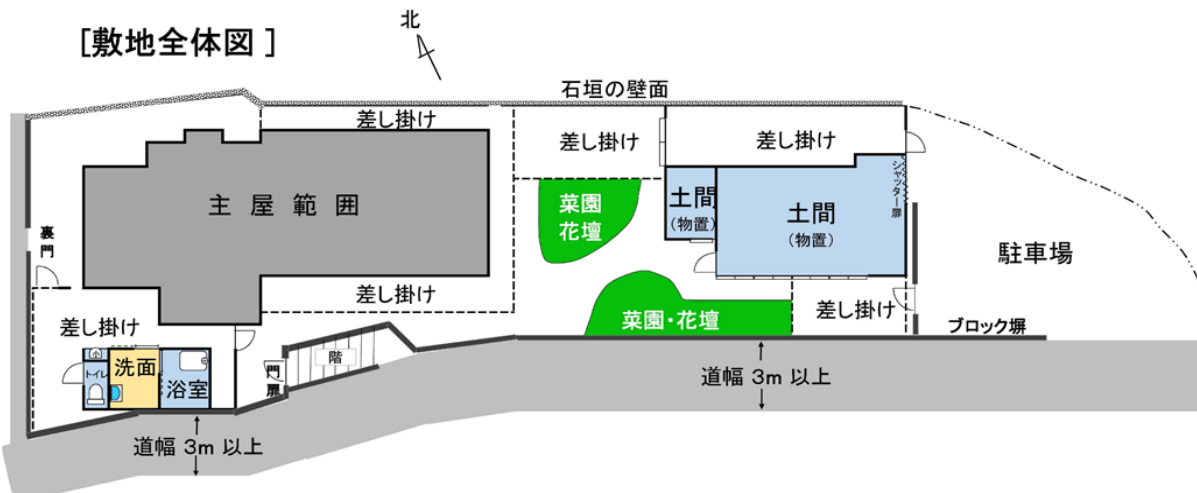 [敷地全体図 ]
北
石垣の壁面
差し掛け
差し掛け
差し掛け
主 屋 範 囲
菜園
花壇
土間
(物置)
土間
(物置)
シャッター扉
裏門
駐車場
差し掛け
差し掛け
差し掛け
菜園・花壇
ブロック塀
トイレ
洗面
浴室
門扉
階
道幅 3m 以上
道幅 3m 以上